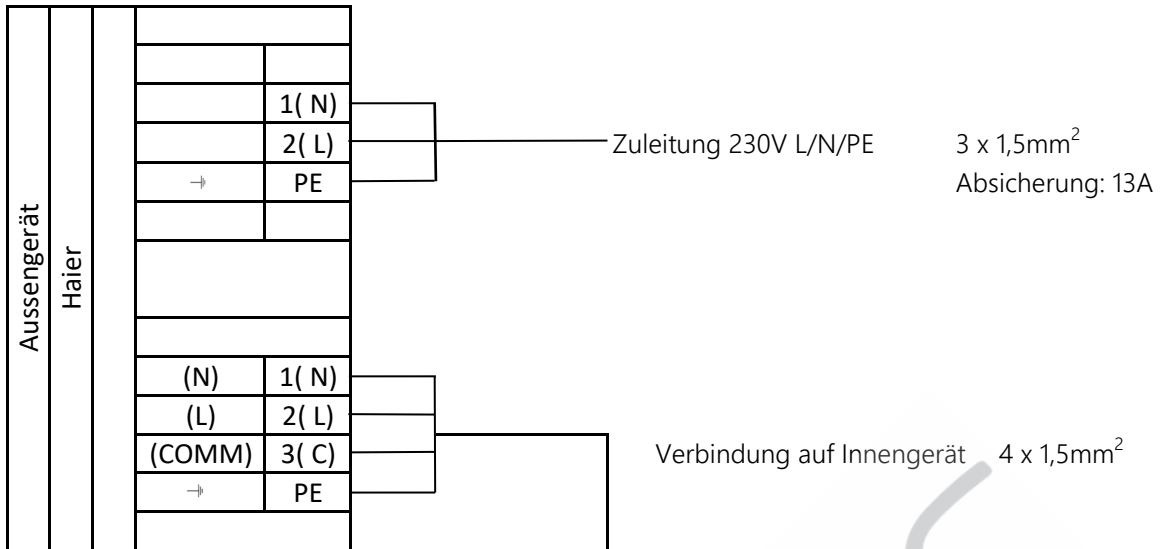 Aussengerät
Haier
1( N)
2( L)
PE
Zuleitung 230V L/N/PE 3 x 1,5mm²
Absicherung: 13A
(N) 1( N)
(L) 2( L)
(COMM) 3( C)
PE
Verbindung auf Innengerät 4 x 1,5mm²